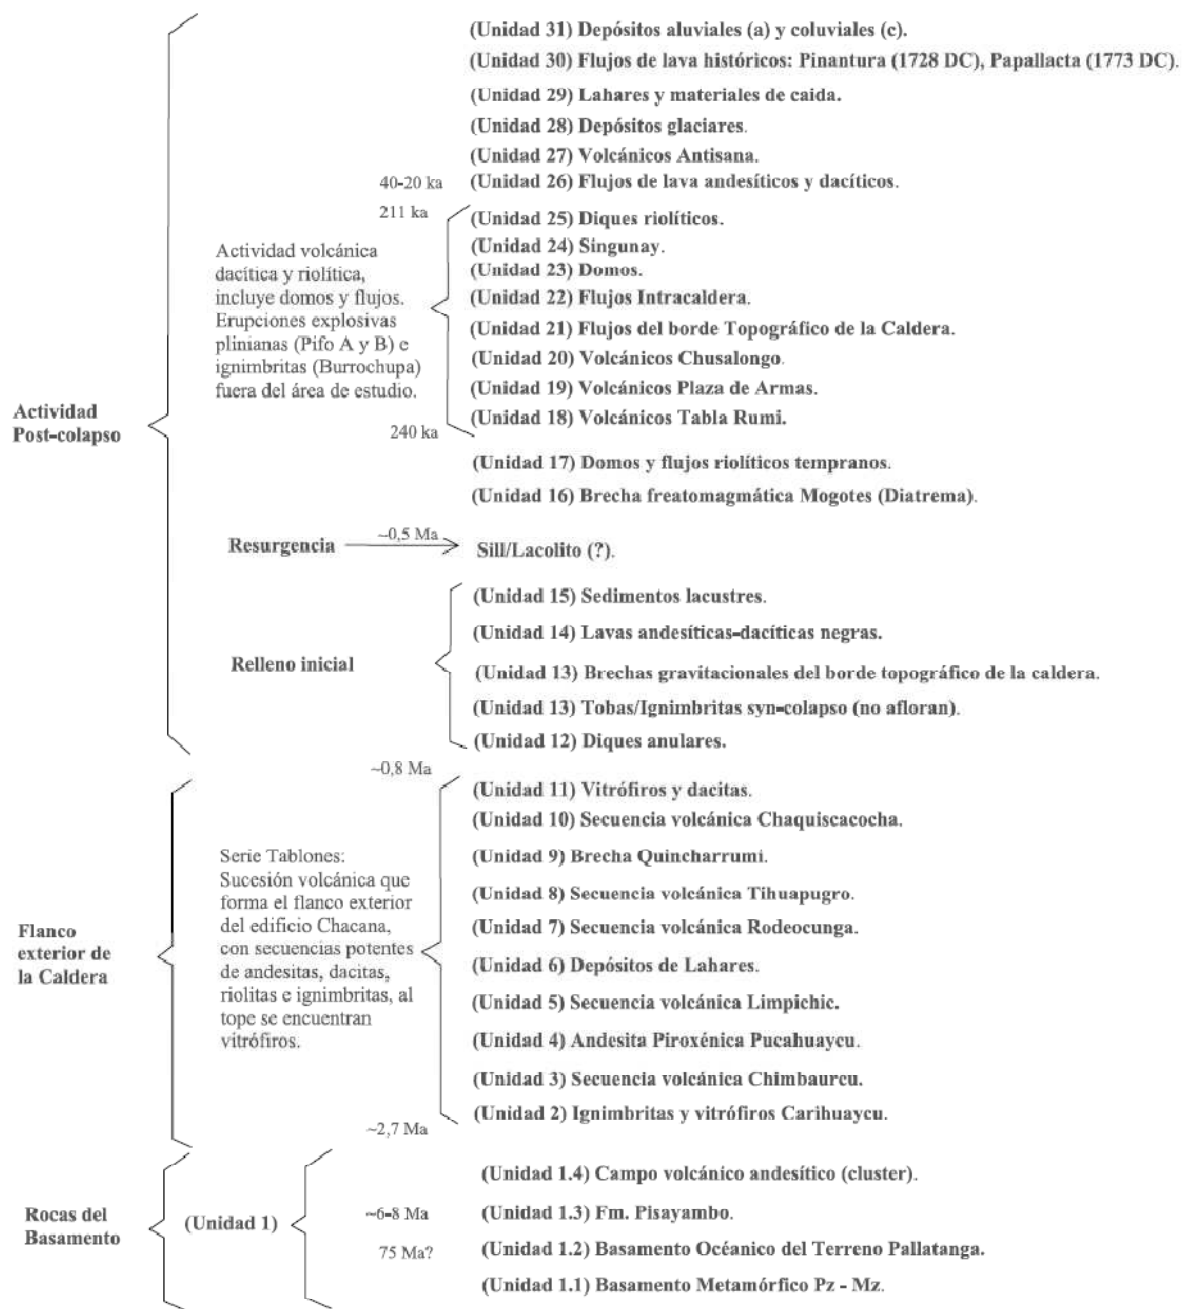 (Unidad 31) Depósitos aluviales (a) y coluviales (c).
(Unidad 30) Flujos de lava históricos: Pinantura (1728 DC), Papallacta (1773 DC).
(Unidad 29) Lahares y materiales de caida.
(Unidad 28) Depósitos glaciares.
(Unidad 27) Volcánicos Antisana.
40-20 ka (Unidad 26) Flujos de lava andesíticos y dacíticos.
211 ka
(Unidad 25) Diques riolíticos.
(Unidad 24) Singunay.
(Unidad 23) Domos.
(Unidad 22) Flujos Intracaldera.
(Unidad 21) Flujos del borde Topográfico de la Caldera.
(Unidad 20) Volcánicos Chusalongo.
(Unidad 19) Volcánicos Plaza de Armas.
(Unidad 18) Volcánicos Tabla Rumi.
Actividad volcánica
dacítica y riolítica,
incluye domos y flujos.
Erupciones explosivas
plinianas (Pifo A y B) e
ignimbritas (Burrochupa)
fuera del área de estudio.
Actividad
Post-colapso
240 ka
(Unidad 17) Domos y flujos riolíticos tempranos.
(Unidad 16) Brecha freatomagmática Mogotes (Diatrema).
Resurgencia ~0,5 Ma Sill/Lacolito (?).
(Unidad 15) Sedimentos lacustres.
(Unidad 14) Lavas andesíticas-dacíticas negras.
Relleno inicial
(Unidad 13) Brechas gravitacionales del borde topográfico de la caldera.
(Unidad 13) Tobas/Ignimbritas syn-colapso (no afloran).
(Unidad 12) Diques anulares.
~0,8 Ma
(Unidad 11) Vitrófiros y dacitas.
(Unidad 10) Secuencia volcánica Chaquiscacocha.
(Unidad 9) Brecha Quincharrumi.
(Unidad 8) Secuencia volcánica Tihuapugro.
(Unidad 7) Secuencia volcánica Rodeocunga.
(Unidad 6) Depósitos de Lahares.
(Unidad 5) Secuencia volcánica Limpichic.
(Unidad 4) Andesita Piroxénica Pucahuaycu.
(Unidad 3) Secuencia volcánica Chimbaurcu.
(Unidad 2) Ignimbritas y vitrófiros Carihuaycu.
Serie Tablones:
Sucesión volcánica que
forma el flanco exterior
del edificio Chacana,
con secuencias potentes
de andesitas, dacitas,
riolitas e ignimbritas, al
tope se encuentran
vitrófiros.
Flanco
exterior de
la Caldera
~2,7 Ma
(Unidad 1.4) Campo volcánico andesítico (cluster).
~6-8 Ma (Unidad 1.3) Fm. Pisayambo.
75 Ma? (Unidad 1.2) Basamento Océanico del Terreno Pallatanga.
(Unidad 1.1) Basamento Metamórfico Pz - Mz.
(Unidad 1)
Rocas del
Basamento